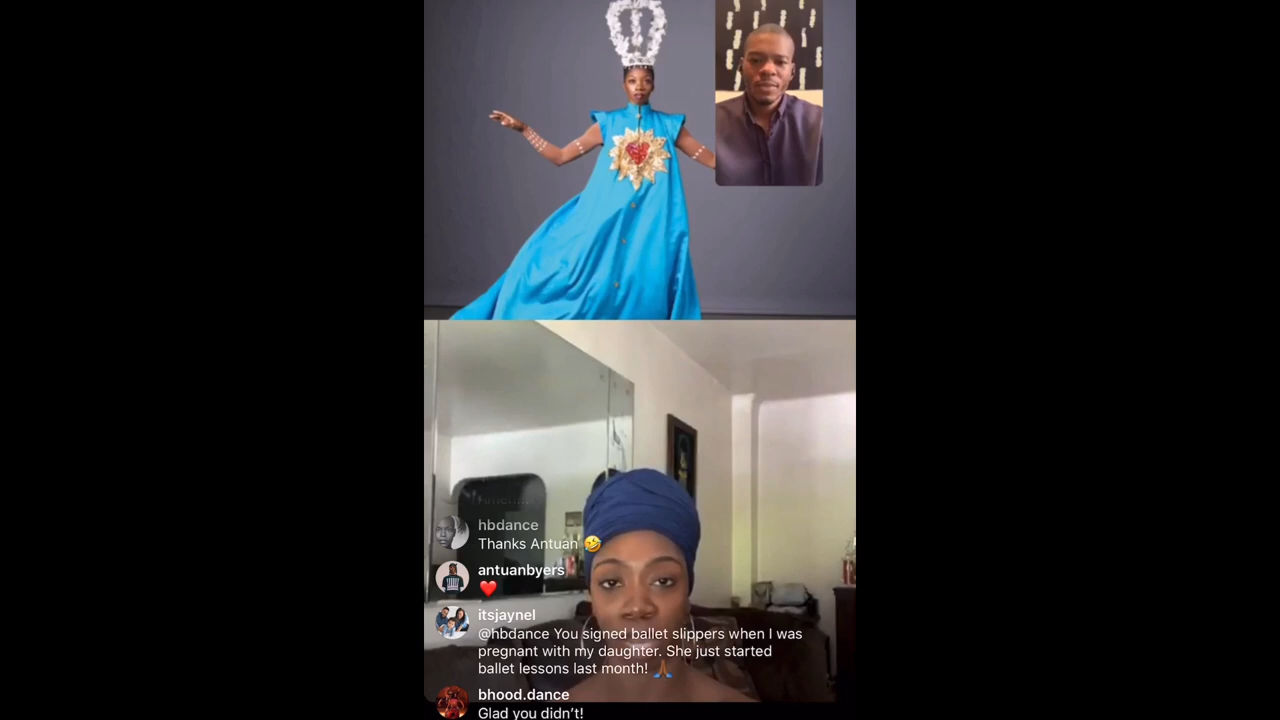 hbdance
Thanks Antuan 🤣
antuanbyers
❤️
itsjaynel
@hbdance You signed ballet slippers when I was
pregnant with my daughter. She just started
ballet lessons last month! 🙏🏾
bhood.dance
Glad you didn’t!